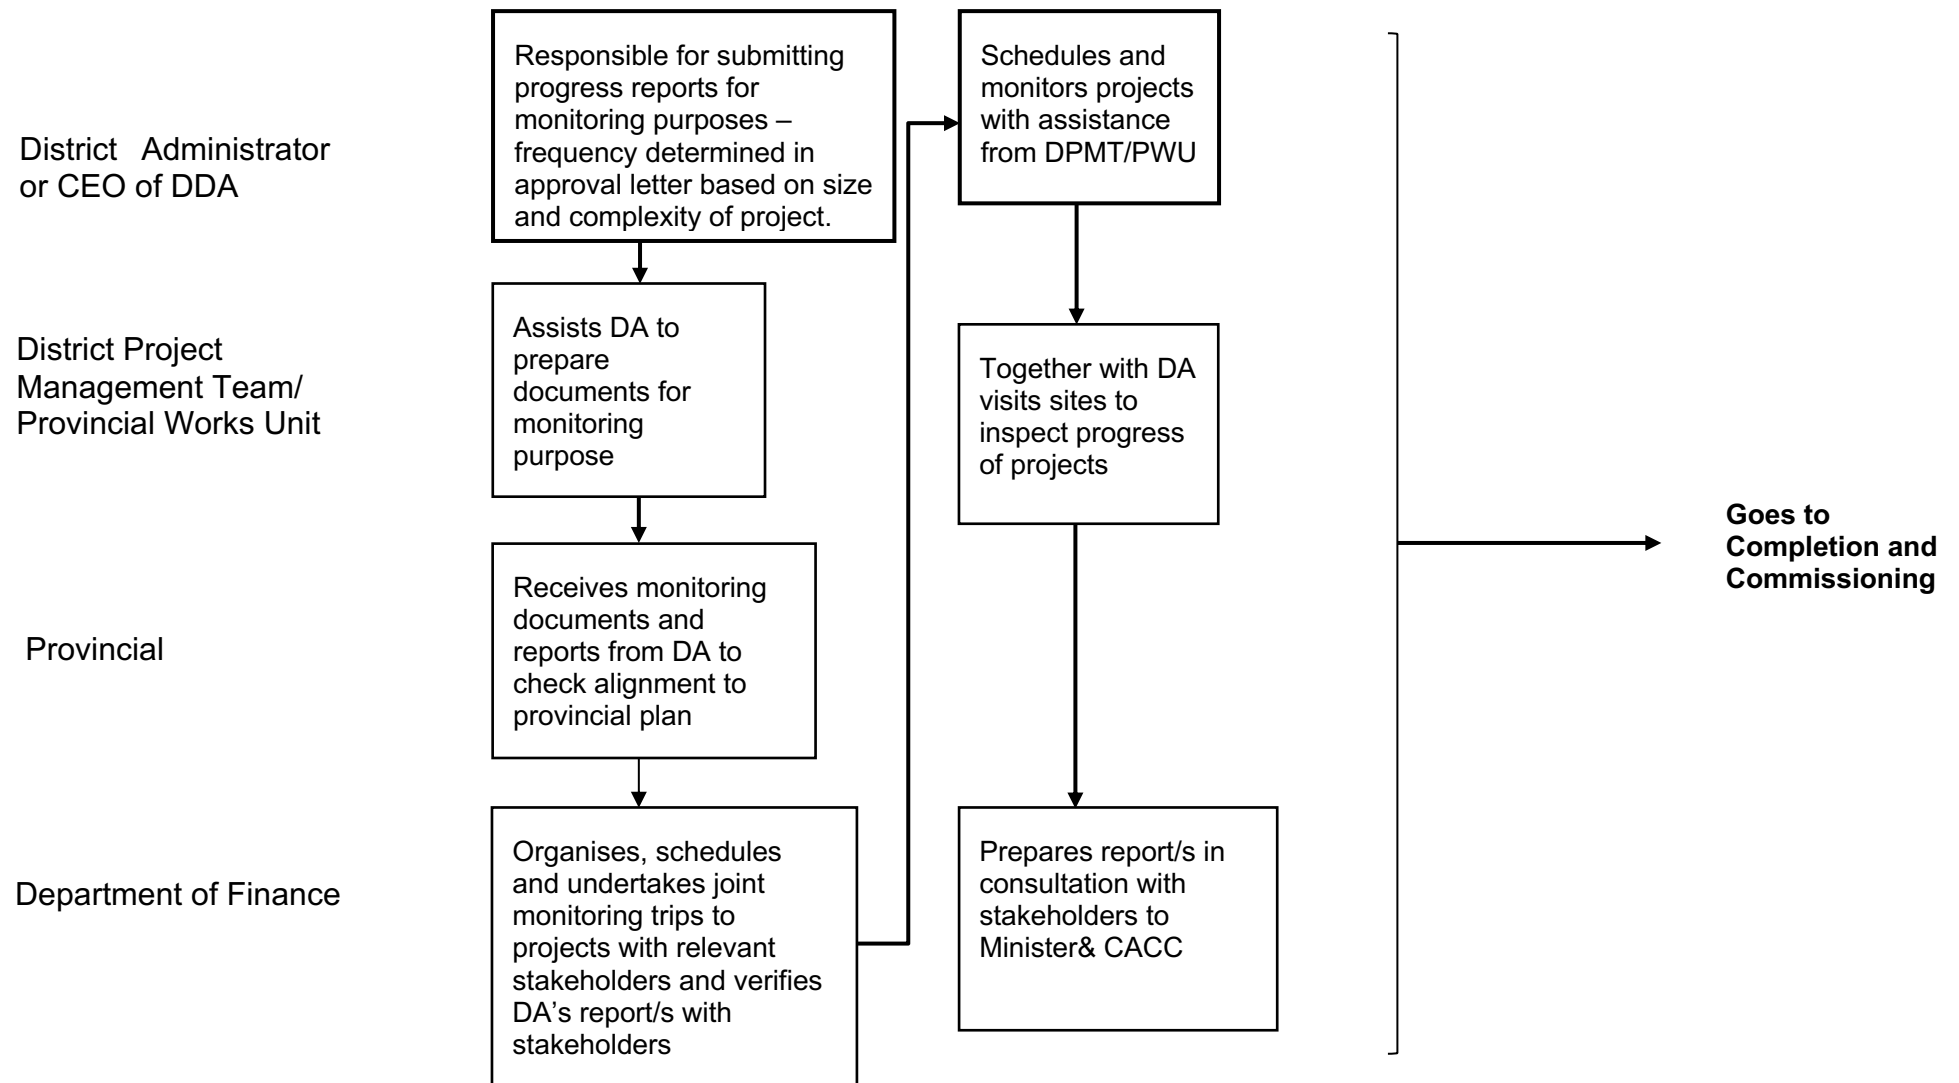 District Administrator
or CEO of DDA
Responsible for submitting
progress reports for
monitoring purposes –
frequency determined in
approval letter based on size
and complexity of project.
Schedules and
monitors projects
with assistance
from DPMT/PWU
District Project
Management Team/
Provincial Works Unit
Assists DA to
prepare
documents for
monitoring
purpose
Together with DA
visits sites to
inspect progress
of projects
Provincial
Receives monitoring
documents and
reports from DA to
check alignment to
provincial plan
Department of Finance
Organises, schedules
and undertakes joint
monitoring trips to
projects with relevant
stakeholders and verifies
DA’s report/s with
stakeholders
Prepares report/s in
consultation with
stakeholders to
Minister& CACC
Goes to
Completion and
Commissioning